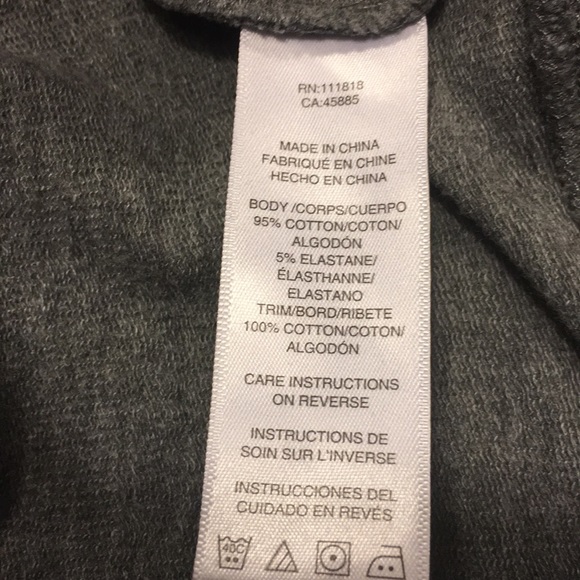 RN:111818
CA:45885
MADE IN CHINA
FABRIQUÉ EN CHINE
HECHO EN CHINA
BODY /CORPS/CUERPO
95% COTTON/COTON/
ALGODÓN
5% ELASTANE/
ÉLASTHANNE/
ELASTANO
TRIM/BORD/RIBETE
100% COTTON/COTON/
ALGODÓN
CARE INSTRUCTIONS
ON REVERSE
INSTRUCTIONS DE
SOIN SUR L'INVERSE
INSTRUCCIONES DEL
CUIDADO EN REVÉS
40C